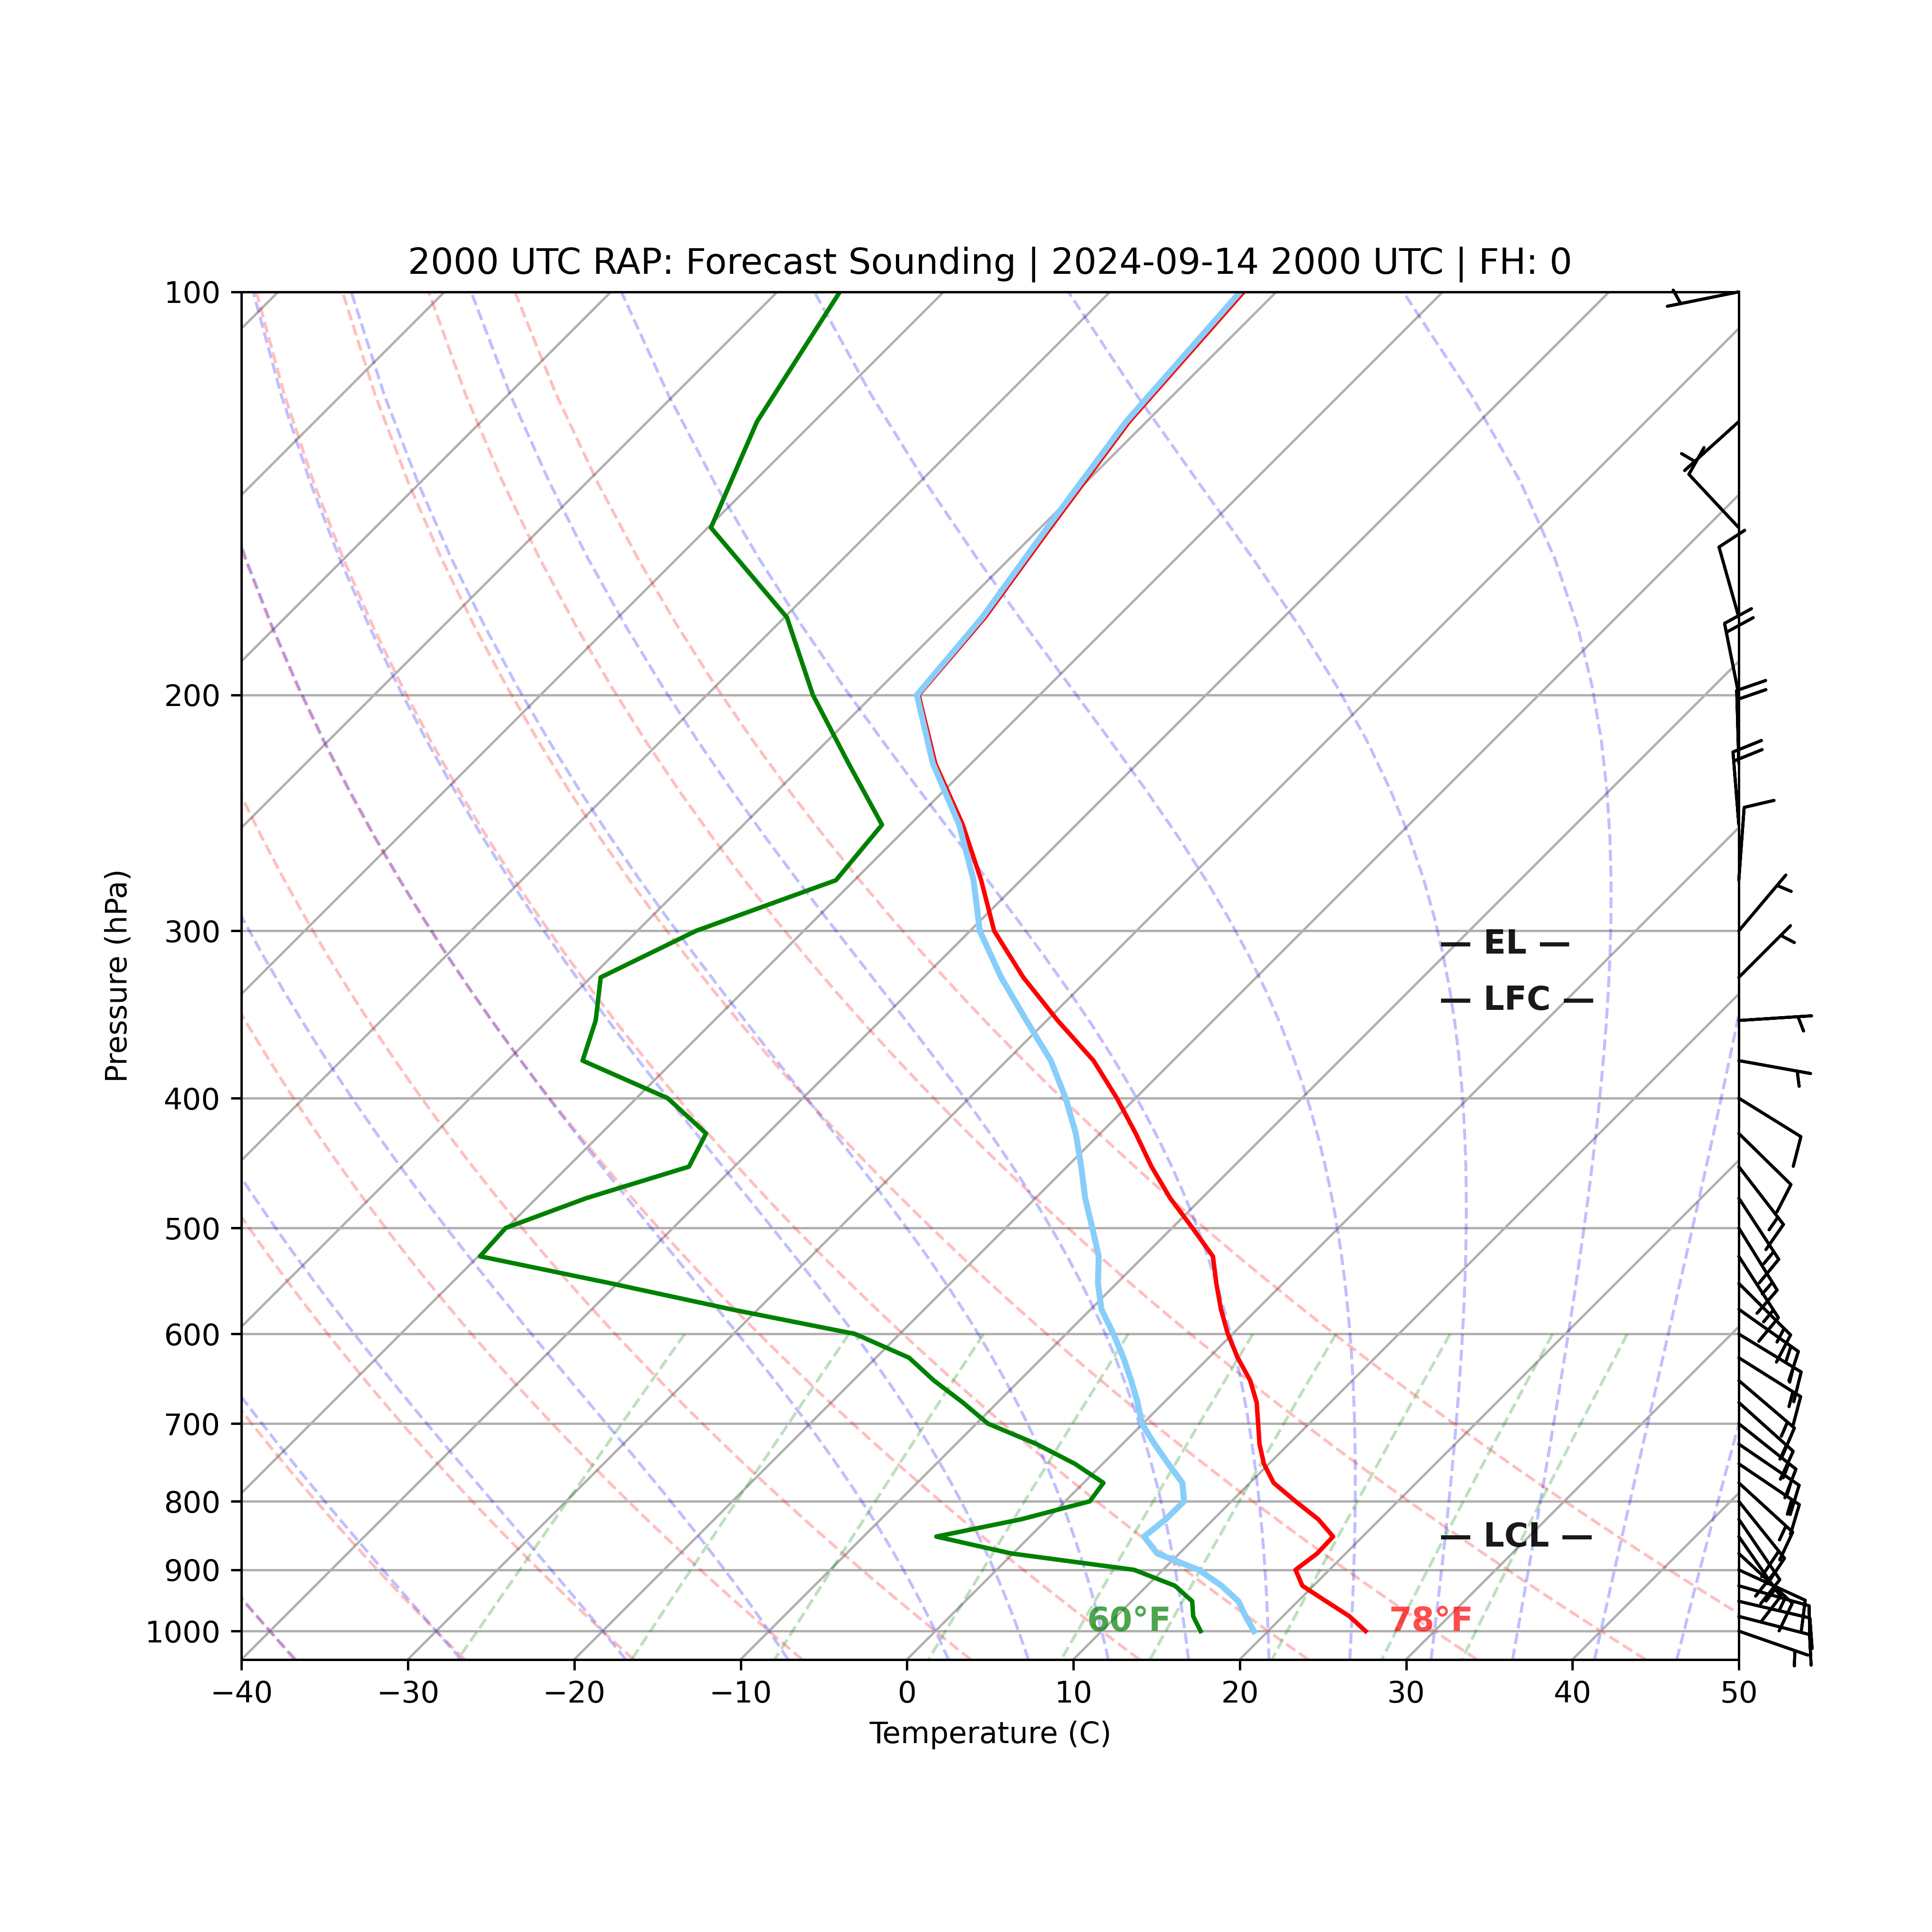 2000 UTC RAP: Forecast Sounding | 2024-09-14 2000 UTC | FH: 0
100
200
300
400
500
600
700
800
900
1000
Pressure (hPa)
— EL —
— LFC —
— LCL —
60°F
78°F
−40 −30 −20 −10 0 10 20 30 40 50
Temperature (C)